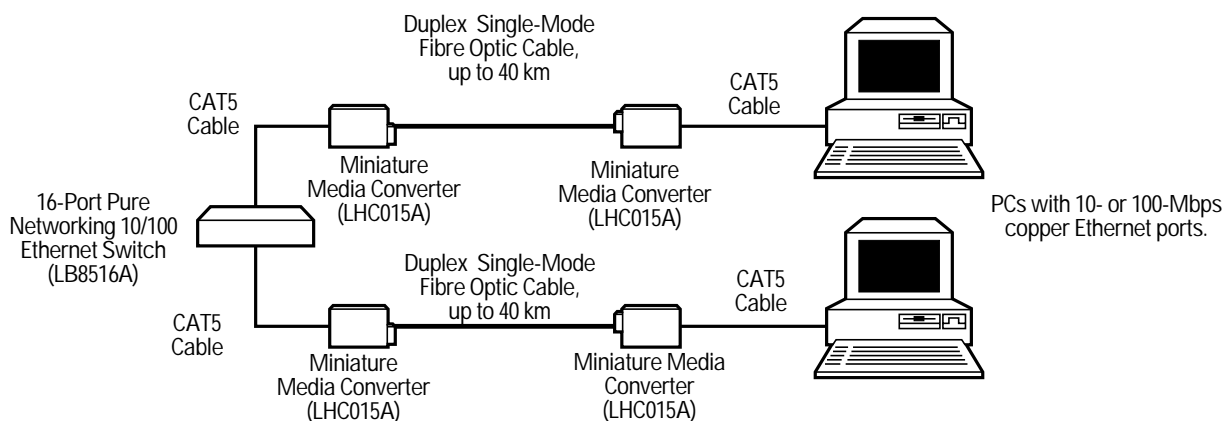 Duplex Single-Mode
Fibre Optic Cable,
up to 40 km
CAT5
Cable
CAT5
Cable
Miniature
Media Converter
(LHC015A)
Miniature
Media Converter
(LHC015A)
16-Port Pure
Networking 10/100
Ethernet Switch
(LB8516A)
PCs with 10- or 100-Mbps
copper Ethernet ports.
Duplex Single-Mode
Fibre Optic Cable,
up to 40 km
CAT5
Cable
CAT5
Cable
Miniature
Media Converter
(LHC015A)
Miniature Media
Converter
(LHC015A)